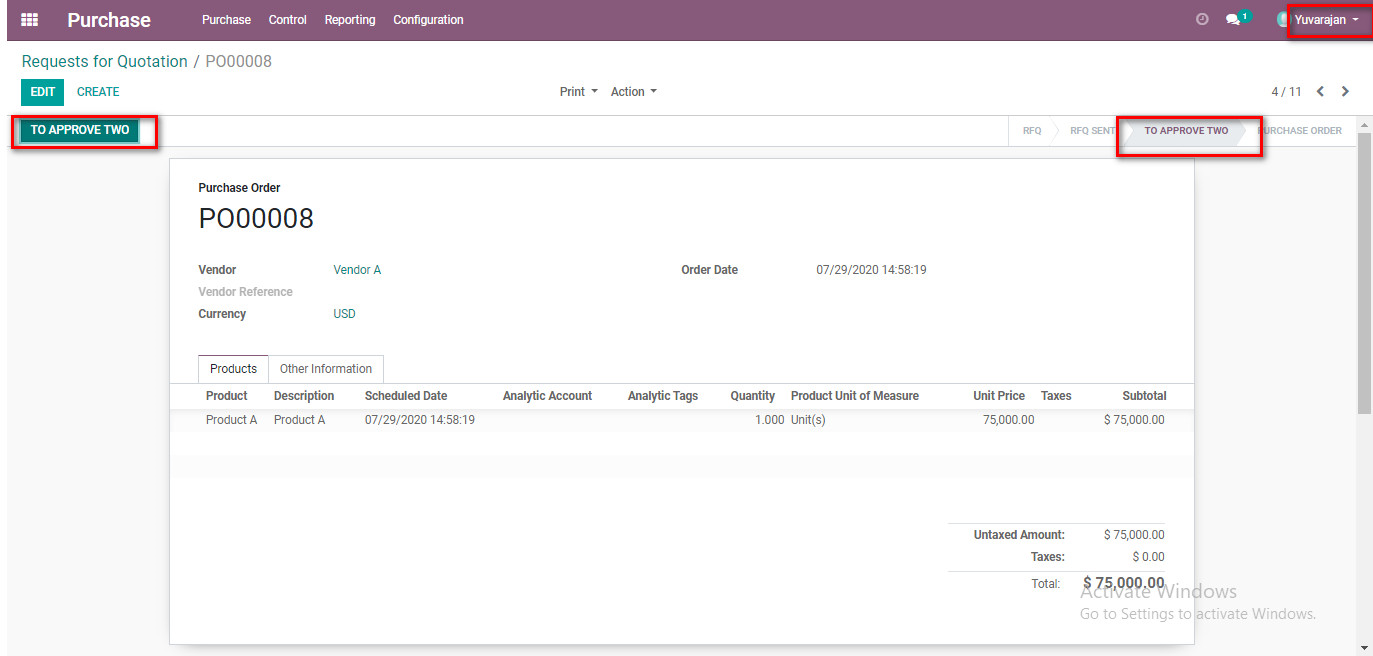 Purchase Purchase Control Reporting Configuration 1 Yuvarajan
Requests for Quotation / PO00008
EDIT CREATE Print Action 4 / 11
TO APPROVE TWO RFQ RFQ SENT TO APPROVE TWO PURCHASE ORDER
Purchase Order
PO00008
Vendor Vendor A Order Date 07/29/2020 14:58:19
Vendor Reference
Currency USD
Products Other Information
Product Description Scheduled Date Analytic Account Analytic Tags Quantity Product Unit of Measure Unit Price Taxes Subtotal
Product A Product A 07/29/2020 14:58:19 1.000 Unit(s) 75,000.00 $ 75,000.00
Untaxed Amount: $ 75,000.00
Taxes: $ 0.00
Total: $ 75,000.00
Activate Windows
Go to Settings to activate Windows.